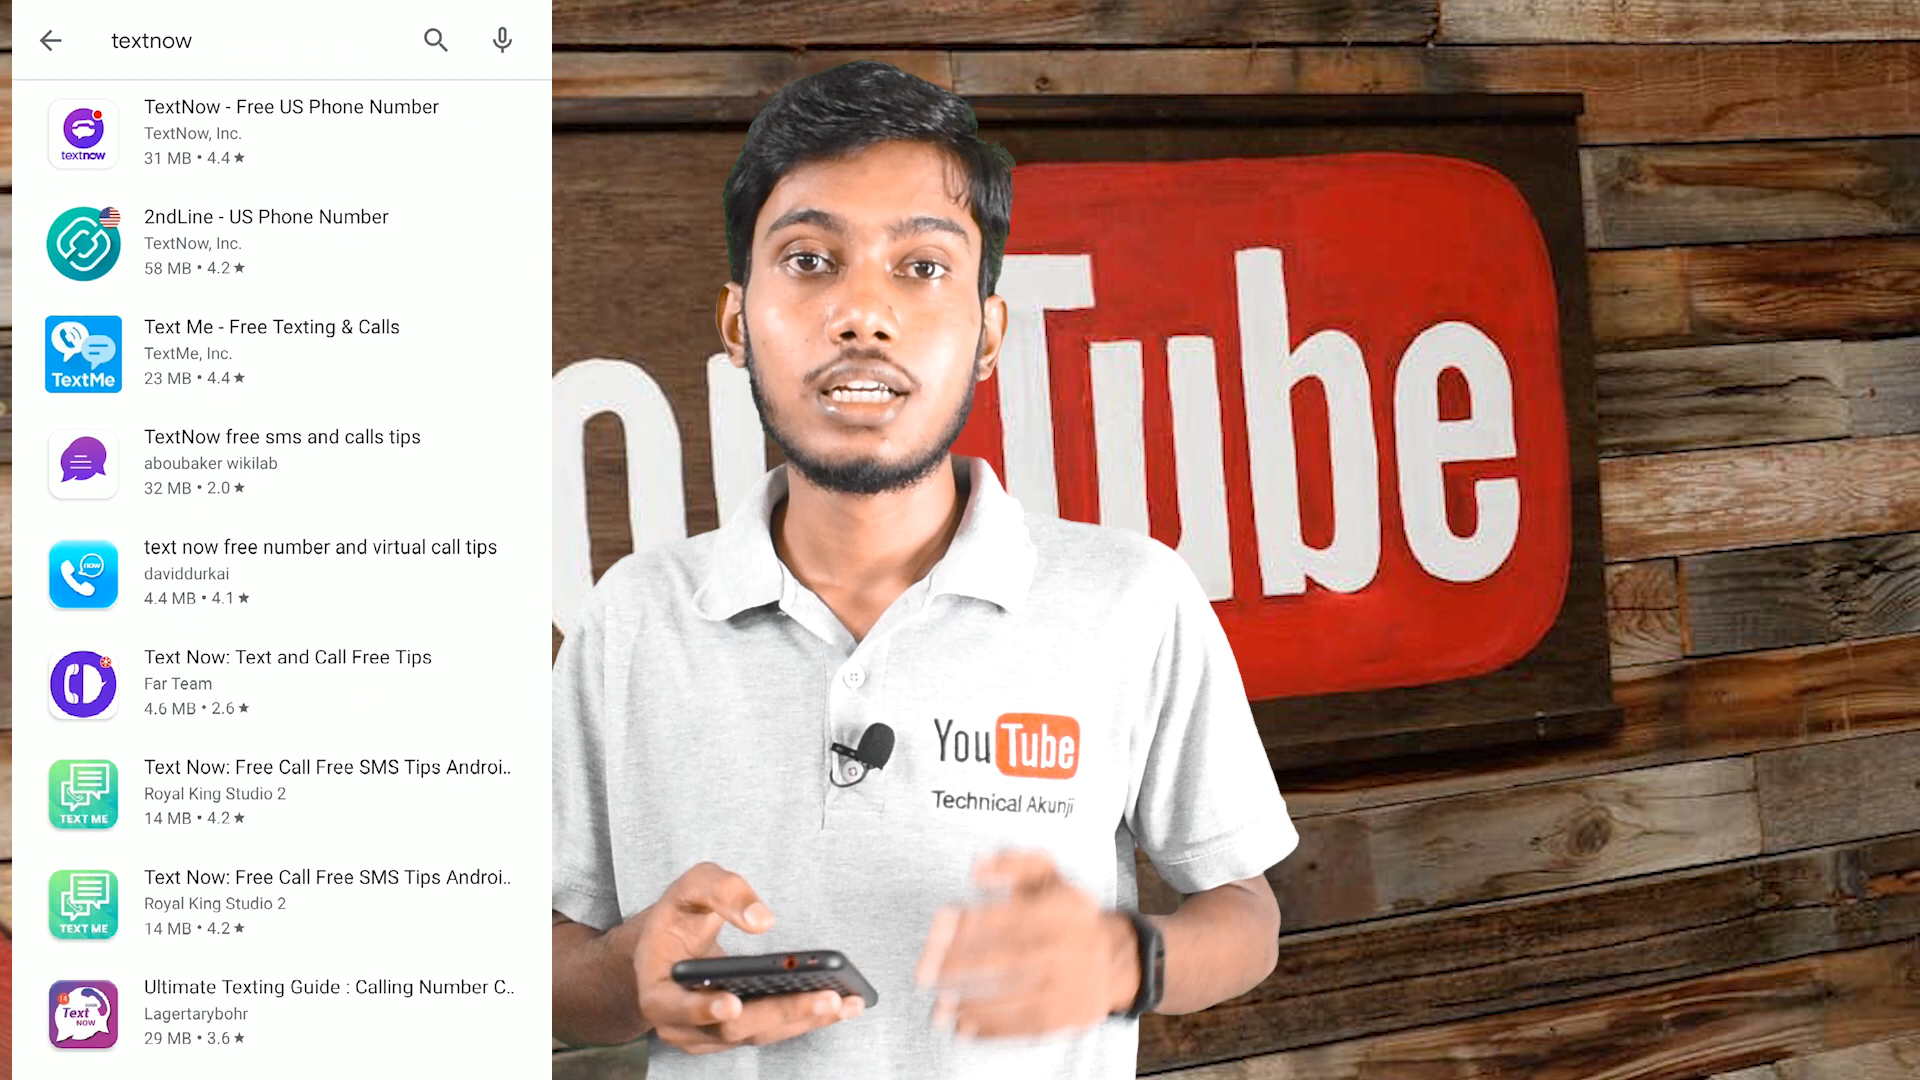 textnow
TextNow - Free US Phone Number
TextNow, Inc.
31 MB • 4.4 ★
textnow
2ndLine - US Phone Number
TextNow, Inc.
58 MB • 4.2 ★
Text Me - Free Texting & Calls
TextMe, Inc.
23 MB • 4.4 ★
TextMe
TextNow free sms and calls tips
aboubaker wikilab
32 MB • 2.0 ★
text now free number and virtual call tips
daviddurkai
4.4 MB • 4.1 ★
now
Text Now: Text and Call Free Tips
Far Team
4.6 MB • 2.6 ★
Text Now: Free Call Free SMS Tips Androi..
Royal King Studio 2
14 MB • 4.2 ★
TEXT ME
Text Now: Free Call Free SMS Tips Androi..
Royal King Studio 2
14 MB • 4.2 ★
TEXT ME
Ultimate Texting Guide : Calling Number C..
Lagertarybohr
29 MB • 3.6 ★
Text
NOW
ouTube
YouTube
Technical Akunji